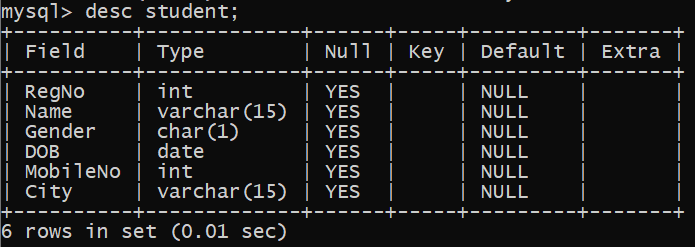 mysql> desc student;
+----------+-------------+------+-----+---------+-------+
| Field    | Type        | Null | Key | Default | Extra |
+----------+-------------+------+-----+---------+-------+
| RegNo    | int         | YES  |     | NULL    |       |
| Name     | varchar(15) | YES  |     | NULL    |       |
| Gender   | char(1)     | YES  |     | NULL    |       |
| DOB      | date        | YES  |     | NULL    |       |
| MobileNo | int         | YES  |     | NULL    |       |
| City     | varchar(15) | YES  |     | NULL    |       |
+----------+-------------+------+-----+---------+-------+
6 rows in set (0.01 sec)